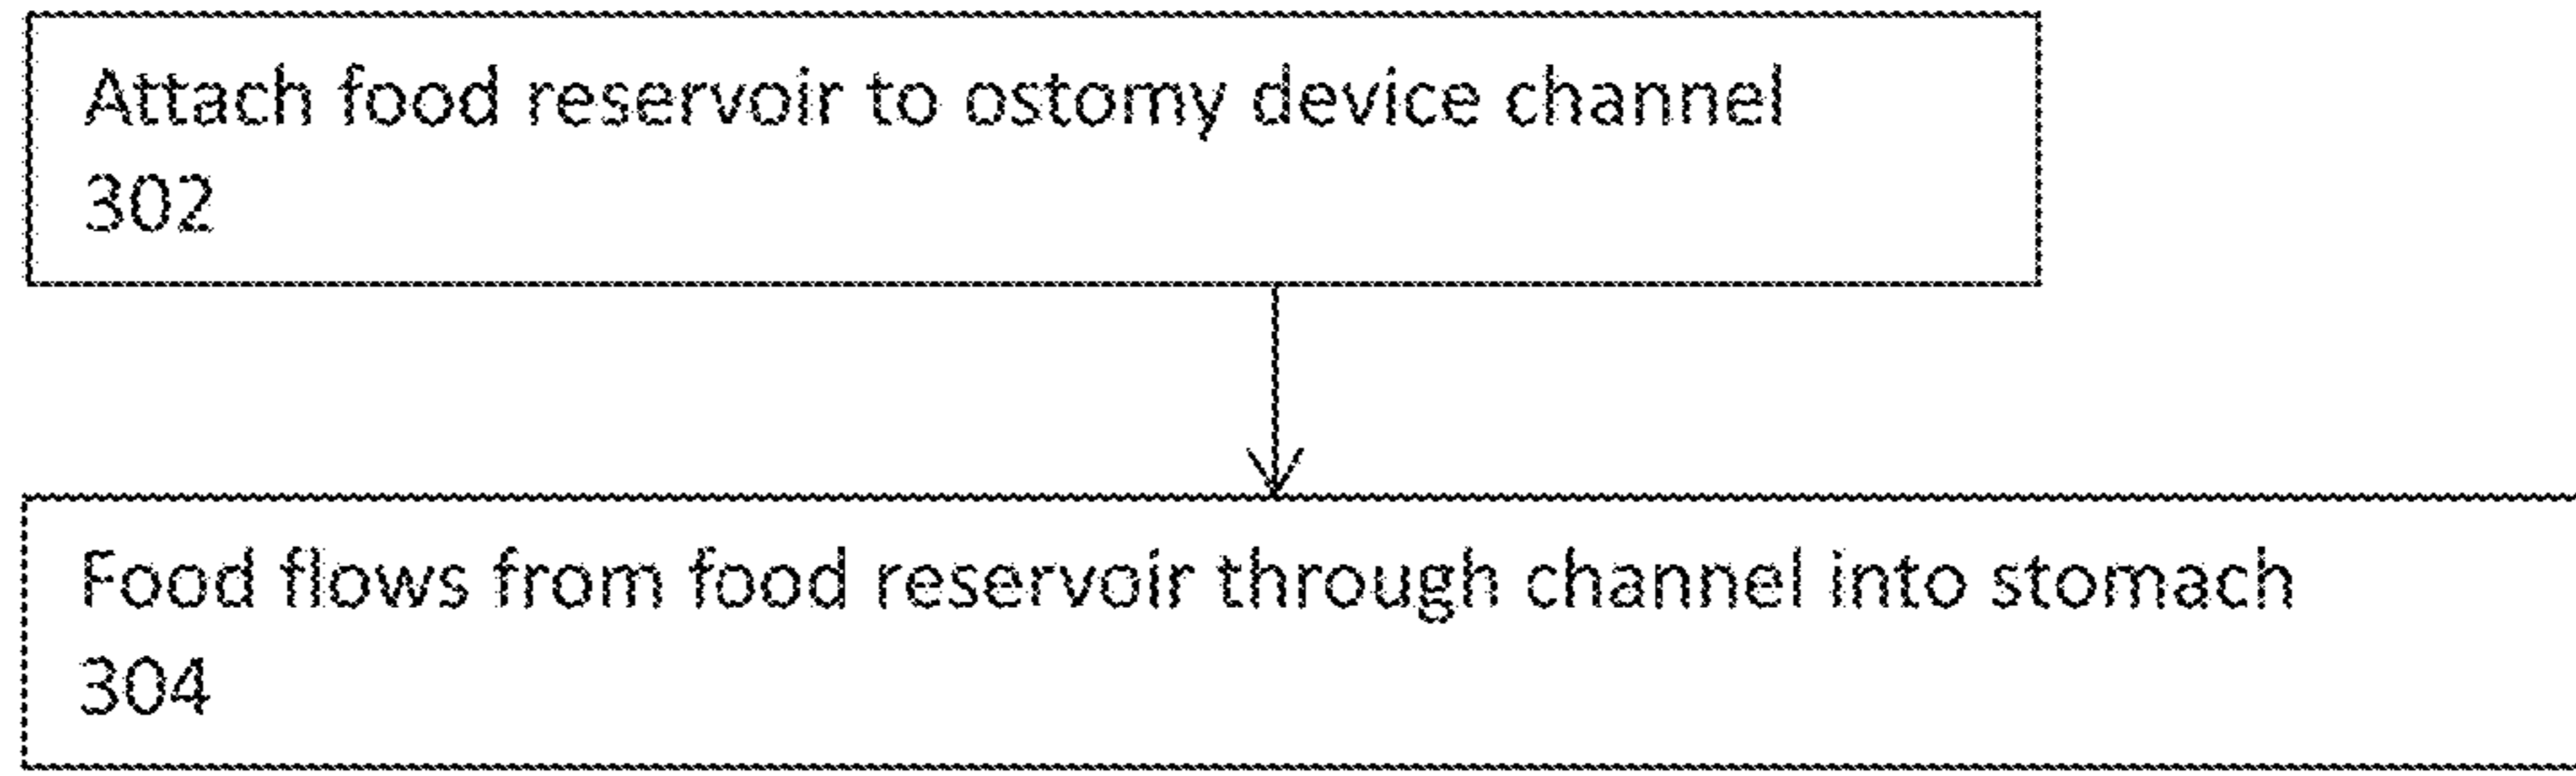 Attach food reservoir to ostomy device channel
302
Food flows from food reservoir through channel into stomach
304